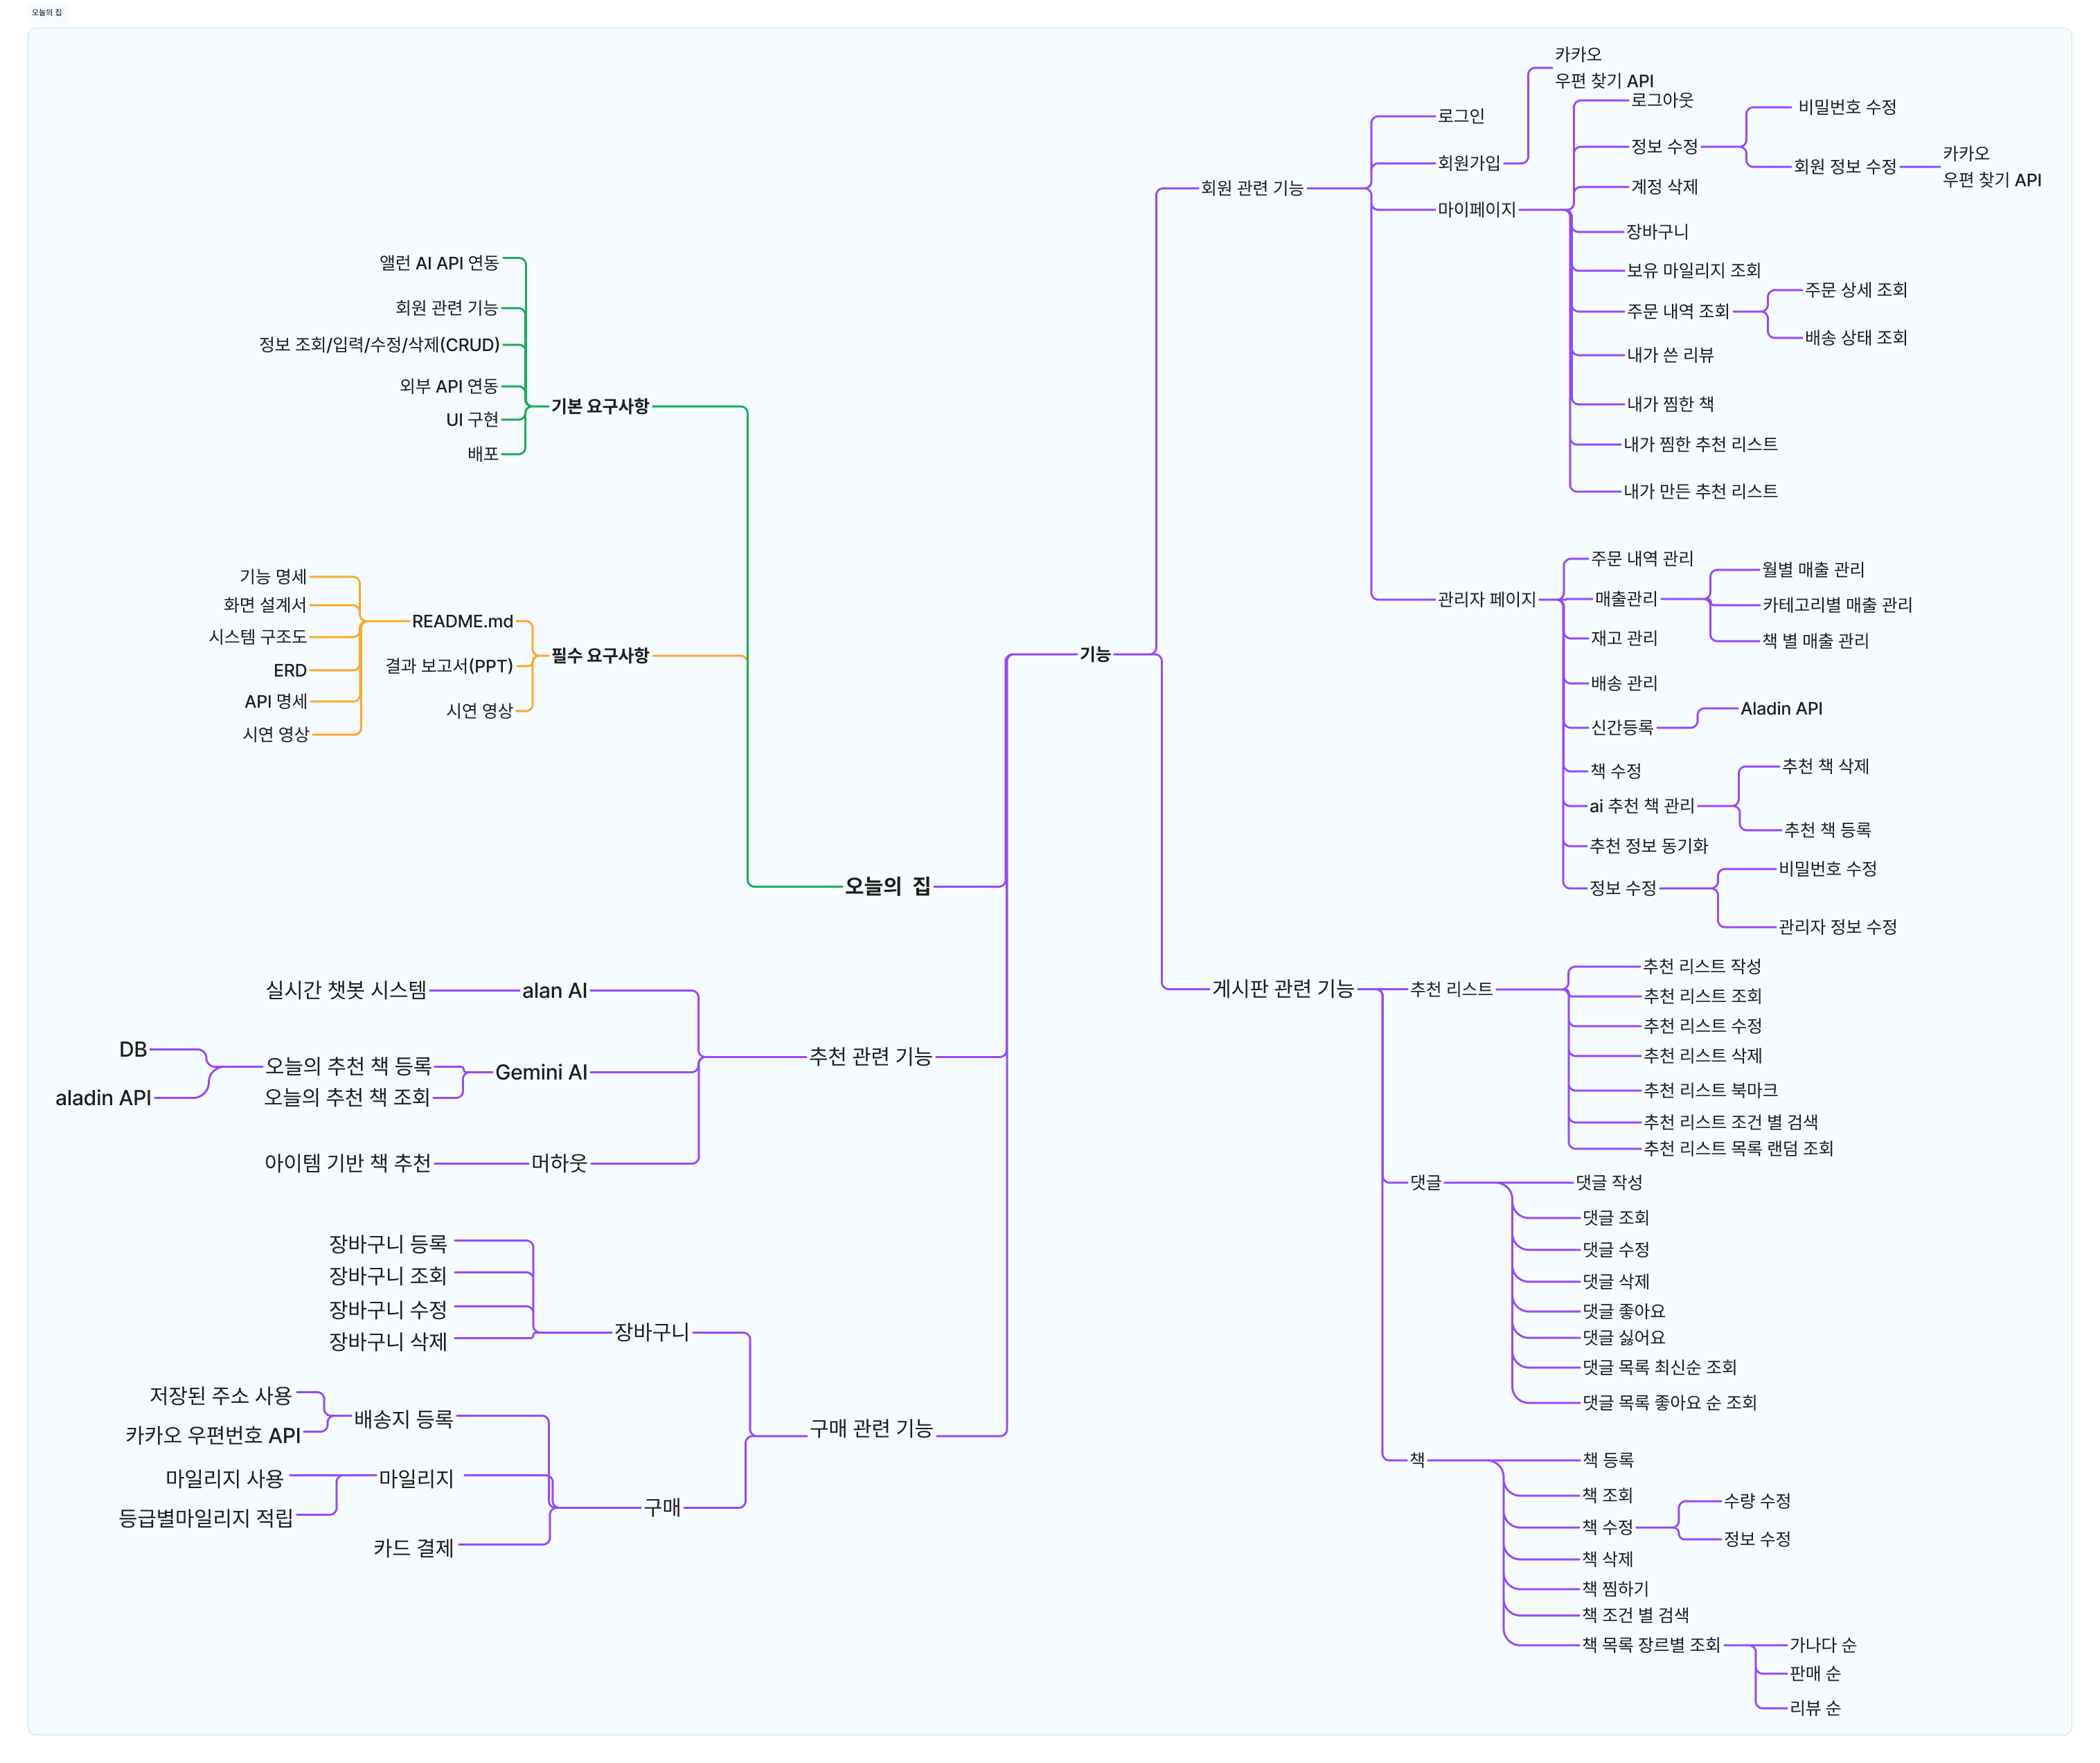 오늘의 집
카카오
우편 찾기 API
로그아웃
비밀번호 수정
로그인
정보 수정
카카오
우편 찾기 API
회원가입
회원 정보 수정
회원 관련 기능
계정 삭제
마이페이지
장바구니
보유 마일리지 조회
주문 상세 조회
주문 내역 조회
배송 상태 조회
내가 쓴 리뷰
내가 찜한 책
내가 찜한 추천 리스트
내가 만든 추천 리스트
앨런 AI API 연동
회원 관련 기능
정보 조회/입력/수정/삭제(CRUD)
외부 API 연동
기본 요구사항
UI 구현
배포
기능 명세
화면 설계서
README.md
시스템 구조도
필수 요구사항
결과 보고서(PPT)
ERD
API 명세
시연 영상
시연 영상
기능
주문 내역 관리
월별 매출 관리
관리자 페이지
매출관리
카테고리별 매출 관리
재고 관리
책 별 매출 관리
배송 관리
Aladin API
신간등록
책 수정
추천 책 삭제
ai 추천 책 관리
추천 책 등록
추천 정보 동기화
비밀번호 수정
정보 수정
관리자 정보 수정
오늘의 집
실시간 챗봇 시스템
alan AI
DB
오늘의 추천 책 등록
추천 관련 기능
Gemini AI
aladin API
오늘의 추천 책 조회
아이템 기반 책 추천
머하웃
게시판 관련 기능
추천 리스트
추천 리스트 작성
추천 리스트 조회
추천 리스트 수정
추천 리스트 삭제
추천 리스트 북마크
추천 리스트 조건 별 검색
추천 리스트 목록 랜덤 조회
댓글
댓글 작성
댓글 조회
댓글 수정
댓글 삭제
댓글 좋아요
댓글 싫어요
댓글 목록 최신순 조회
댓글 목록 좋아요 순 조회
장바구니 등록
장바구니 조회
장바구니 수정
장바구니
장바구니 삭제
저장된 주소 사용
배송지 등록
카카오 우편번호 API
구매 관련 기능
마일리지 사용
마일리지
구매
등급별마일리지 적립
카드 결제
책
책 등록
책 조회
수량 수정
책 수정
정보 수정
책 삭제
책 찜하기
책 조건 별 검색
책 목록 장르별 조회
가나다 순
판매 순
리뷰 순